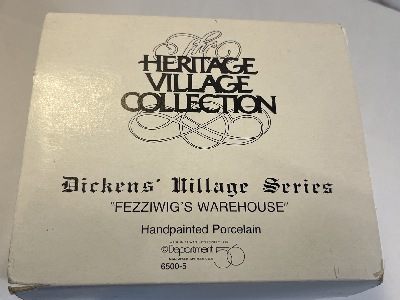 The
HERITAGE
VILLAGE
COLLECTION
Dickens' Village Series
"FEZZIWIG'S WAREHOUSE"
Handpainted Porcelain
©Department 56
6500-5